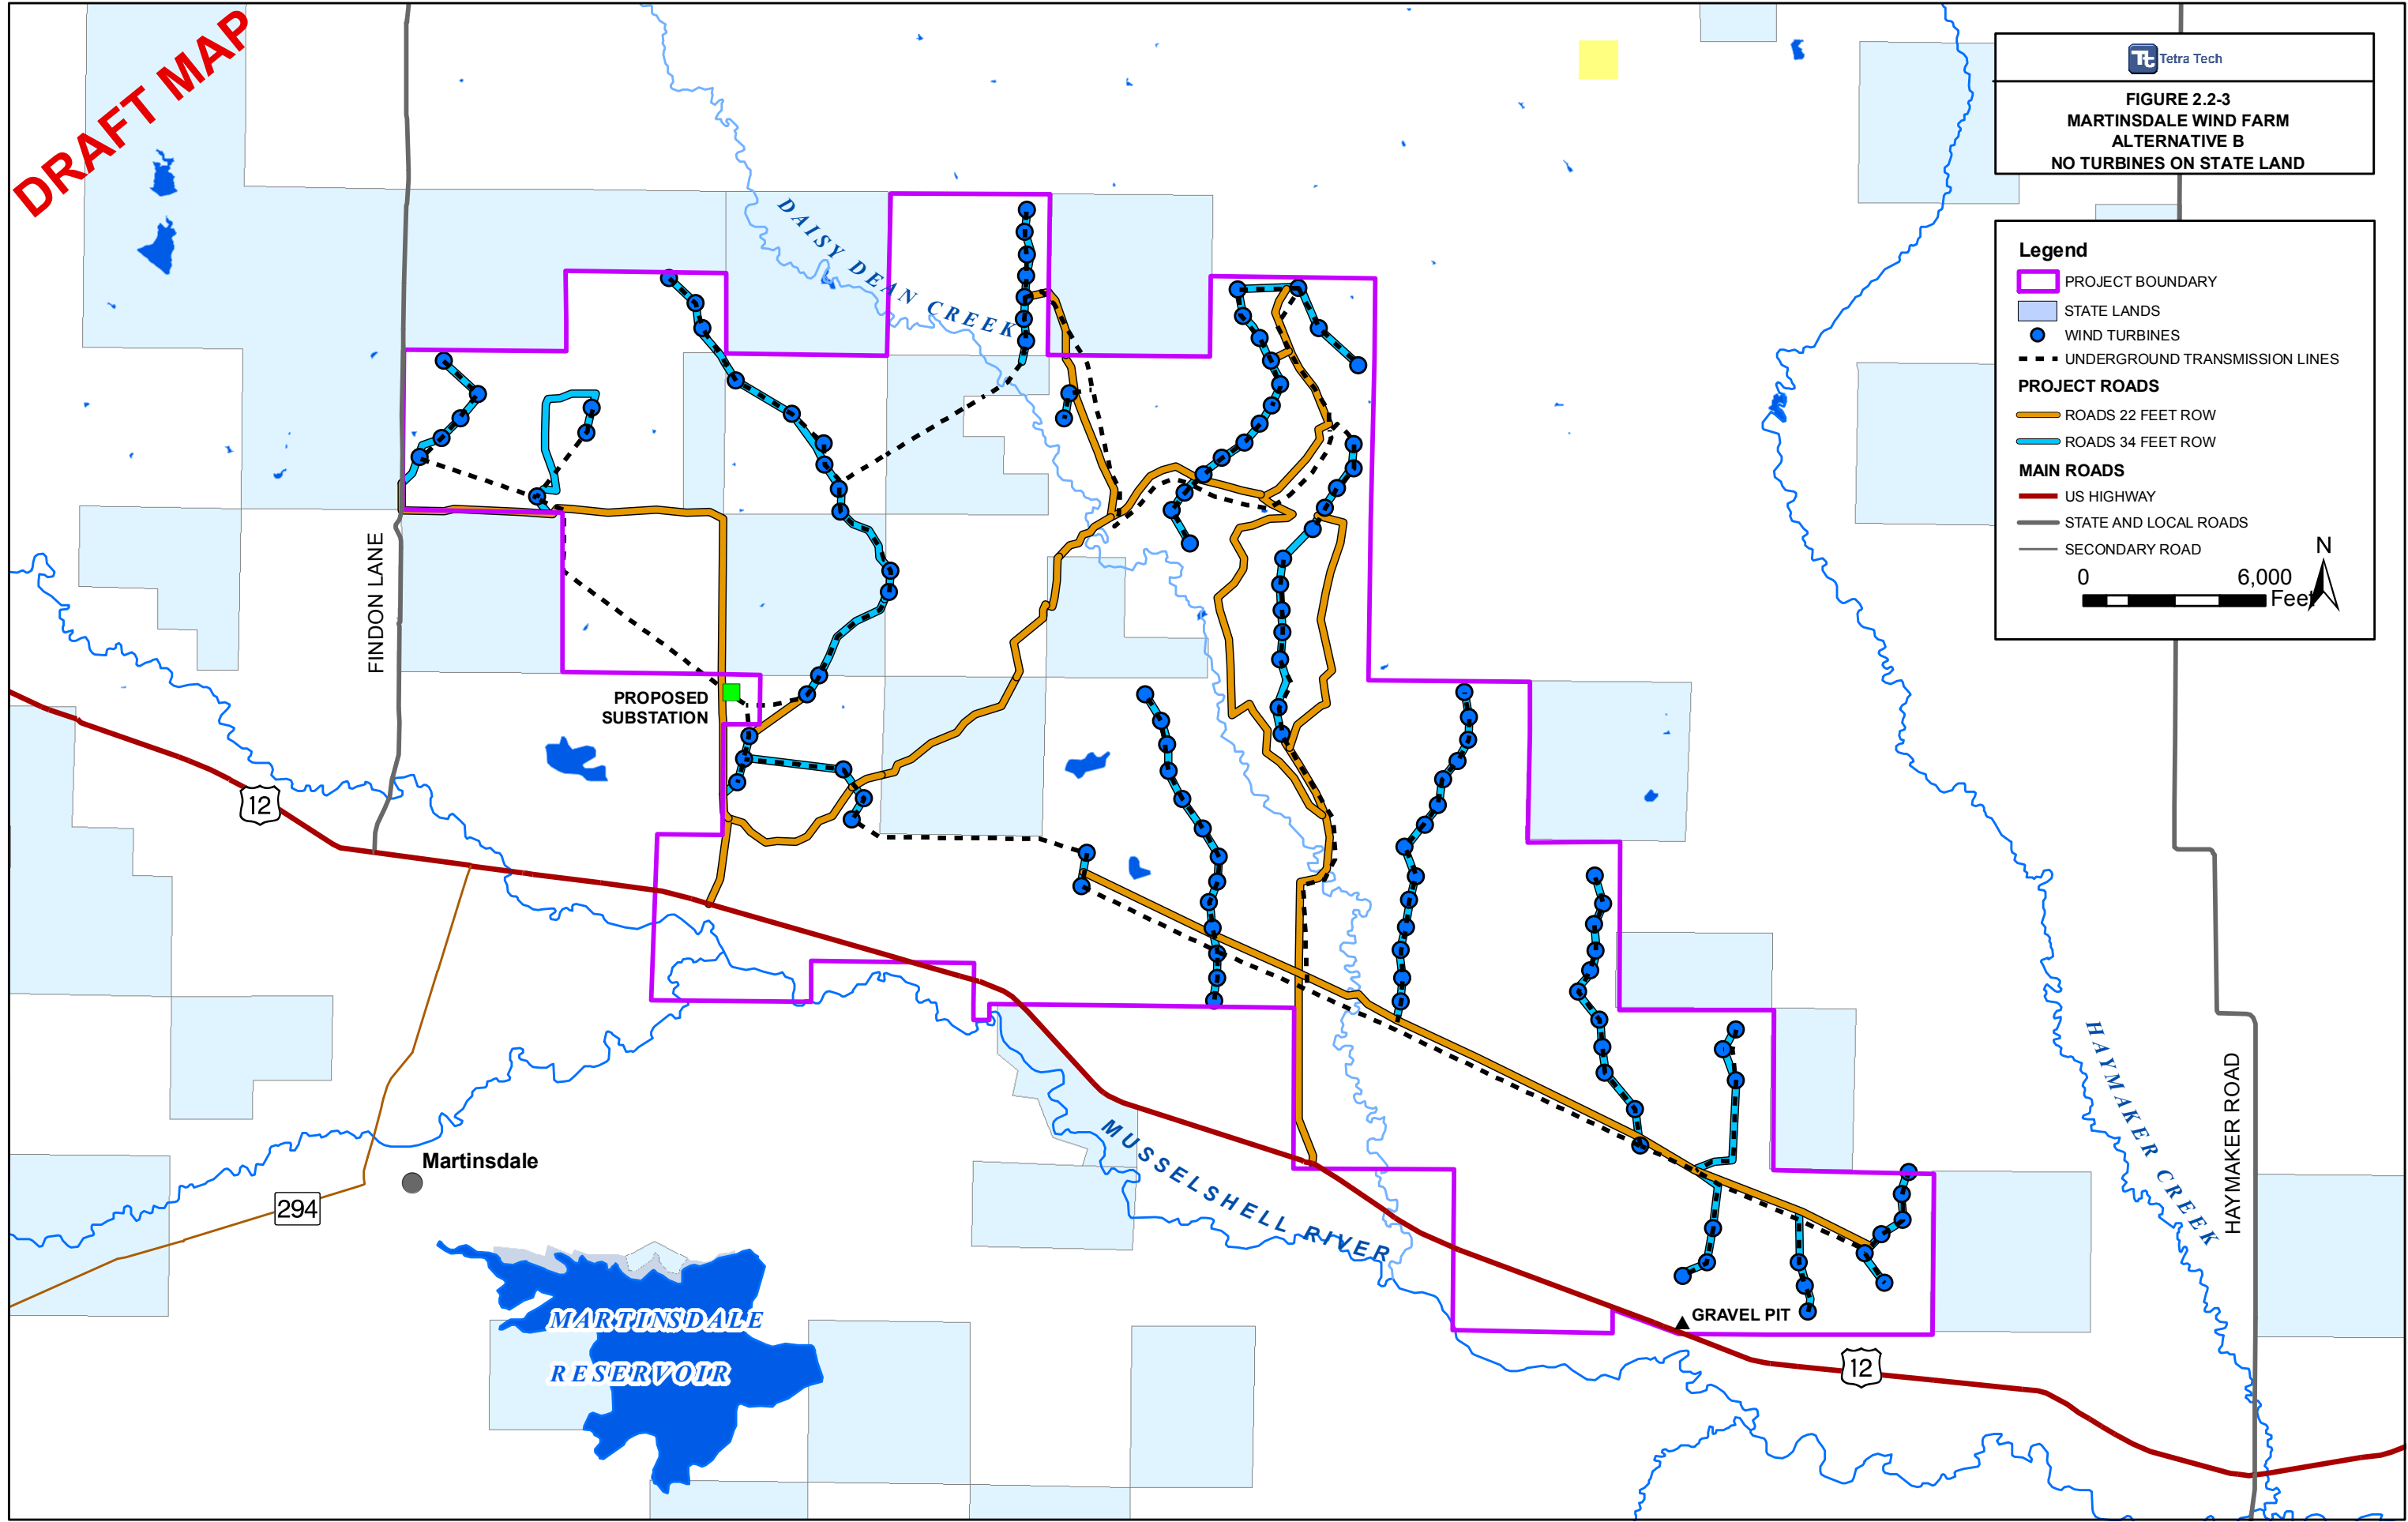 DRAFT MAP
Tt Tetra Tech
FIGURE 2.2-3
MARTINSDALE WIND FARM
ALTERNATIVE B
NO TURBINES ON STATE LAND
Legend
PROJECT BOUNDARY
STATE LANDS
WIND TURBINES
UNDERGROUND TRANSMISSION LINES
PROJECT ROADS
ROADS 22 FEET ROW
ROADS 34 FEET ROW
MAIN ROADS
US HIGHWAY
STATE AND LOCAL ROADS
SECONDARY ROAD
N
0 6,000
Feet
DAISY DEAN CREEK
FINDON LANE
PROPOSED
SUBSTATION
12
Martinsdale
294
MUSSELSHELL RIVER
MARTINSDALE
RESERVOIR
GRAVEL PIT
12
HAYMAKER CREEK
HAYMAKER ROAD